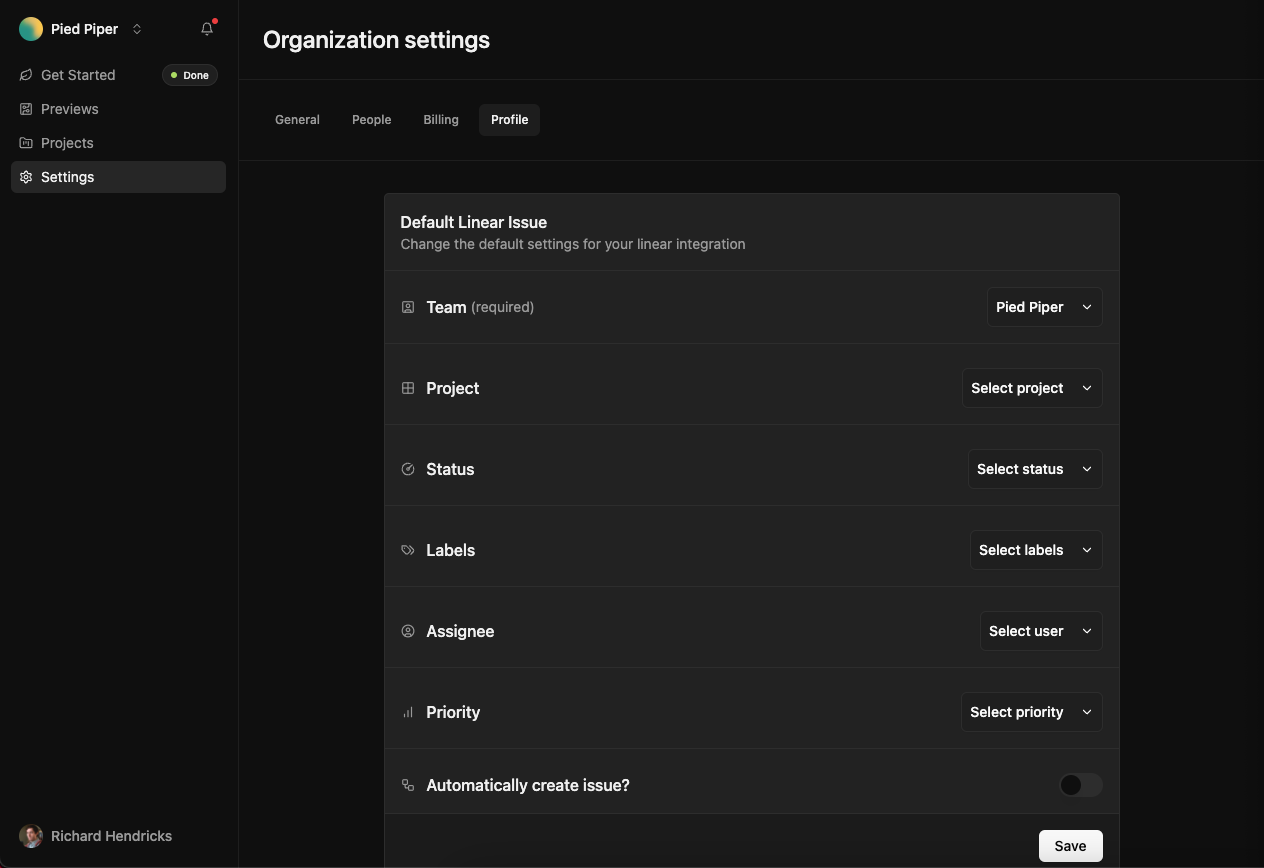 Pied Piper
Get Started
Done
Previews
Projects
Settings
Richard Hendricks
Organization settings
General
People
Billing
Profile
Default Linear Issue
Change the default settings for your linear integration
Team (required)
Pied Piper
Project
Select project
Status
Select status
Labels
Select labels
Assignee
Select user
Priority
Select priority
Automatically create issue?
Save